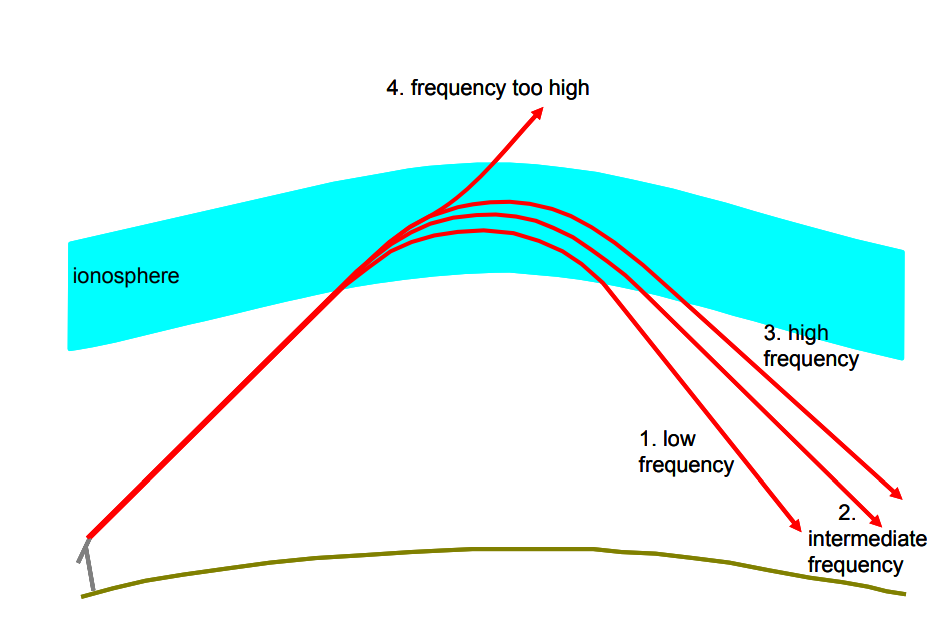 4. frequency too high
ionosphere
3. high
frequency
1. low
frequency
2.
intermediate
frequency